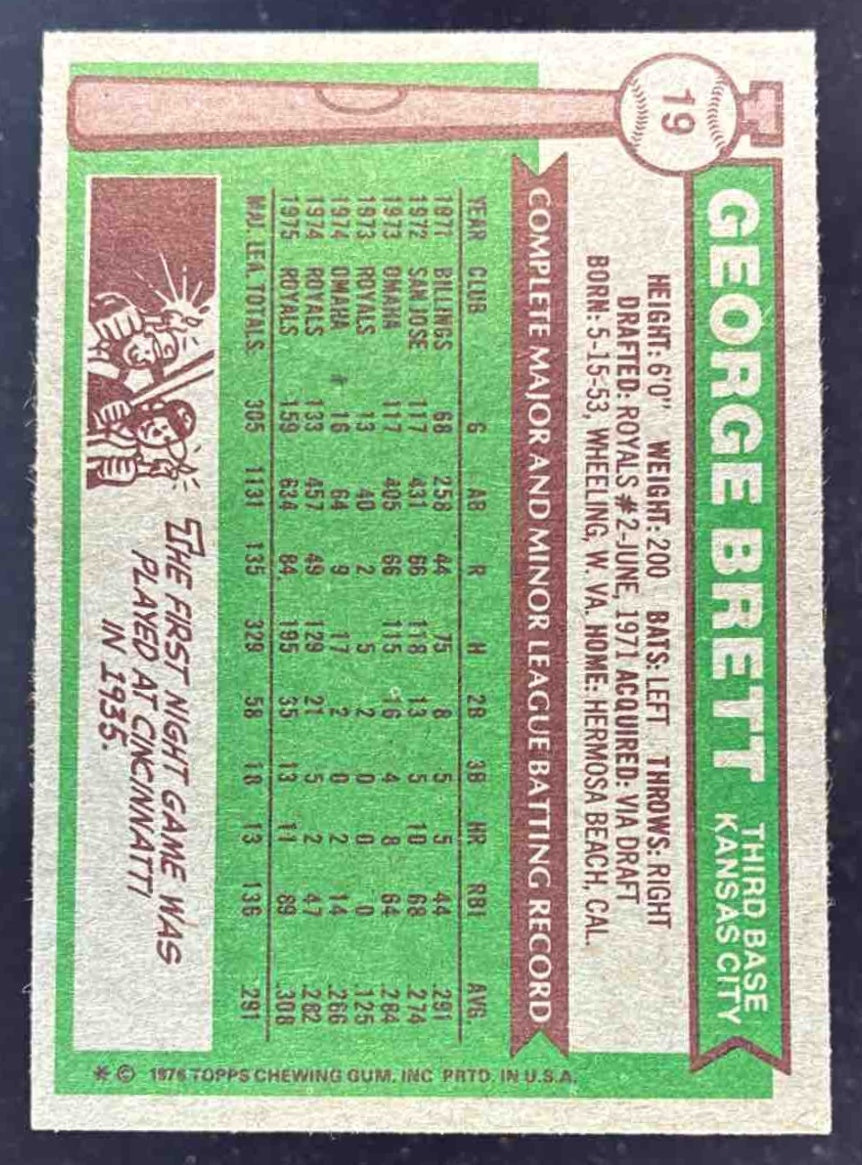 19
GEORGE BRETT
THIRD BASE
KANSAS CITY
HEIGHT: 6'0" WEIGHT: 200 BATS: LEFT THROWS: RIGHT
DRAFTED: ROYALS #2-JUNE, 1971 ACQUIRED: VIA DRAFT
BORN: 5-15-53, WHEELING, W. VA. HOME: HERMOSA BEACH, CAL.
COMPLETE MAJOR AND MINOR LEAGUE BATTING RECORD
YEAR CLUB G AB R H 2B 3B HR RBI AVG.
1971 BILLINGS 68 258 44 75 8 5 5 44 .291
1972 SAN JOSE 117 431 66 118 13 5 10 68 .274
1973 OMAHA 117 405 66 115 16 4 8 64 .284
1973 ROYALS 13 40 2 5 2 0 0 0 .125
1974 OMAHA 16 64 9 17 2 0 2 14 .266
1974 ROYALS 133 457 49 129 21 5 2 47 .282
1975 ROYALS 159 634 84 195 35 13 11 89 .308
MAJ. LEA. TOTALS 305 1131 135 329 58 18 13 136 .291
THE FIRST NIGHT GAME WAS
PLAYED AT CINCINNATTI
IN 1935.
* © 1976 TOPPS CHEWING GUM, INC PRTD. IN U.S.A.